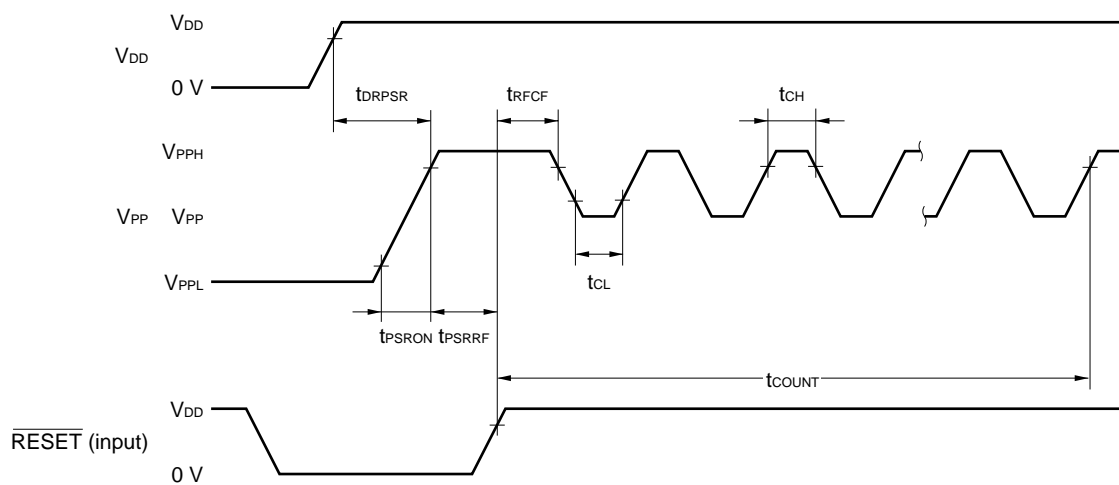 VDD
VDD
0 V
tDRPSR
tRFCF
tCH
VPPH
VPP VPP
tCL
VPPL
tPSRON tPSRRF
tCOUNT
VDD
RESET (input)
0 V